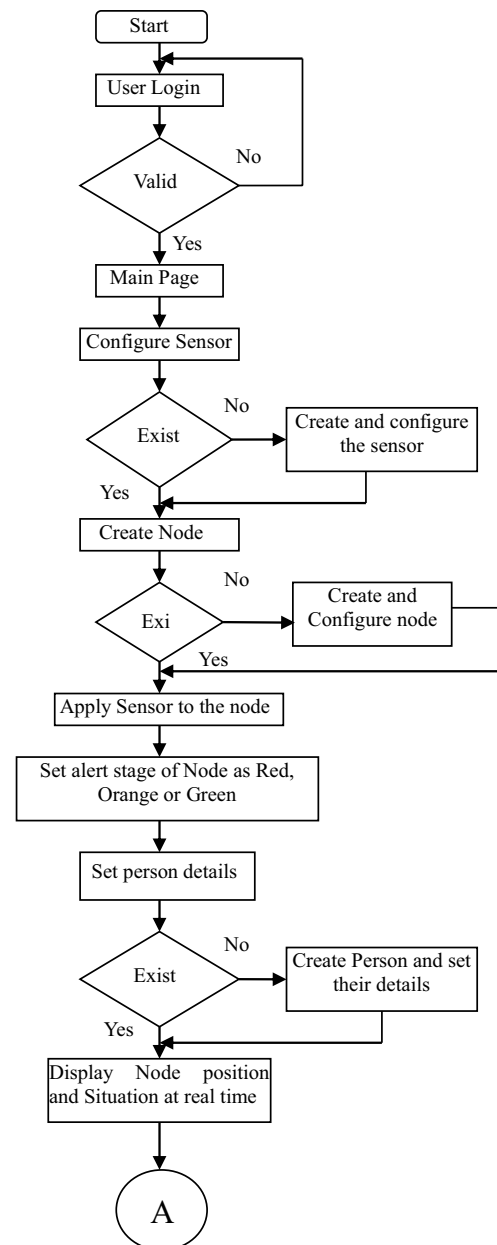 Start
User Login
No
Valid
Yes
Main Page
Configure Sensor
No
Exist
Create and configure
the sensor
Yes
Create Node
No
Exi
Create and
Configure node
Yes
Apply Sensor to the node
Set alert stage of Node as Red,
Orange or Green
Set person details
No
Exist
Create Person and set
their details
Yes
Display Node position
and Situation at real time
A